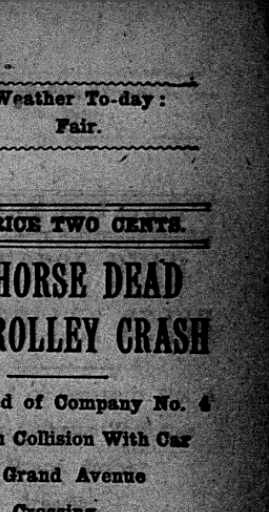 Weather To-day:
Fair.
RICE TWO CENTS.
HORSE DEAD
ROLLEY CRASH
d of Company No. 4
n Collision With Car
Grand Avenue
Crossing